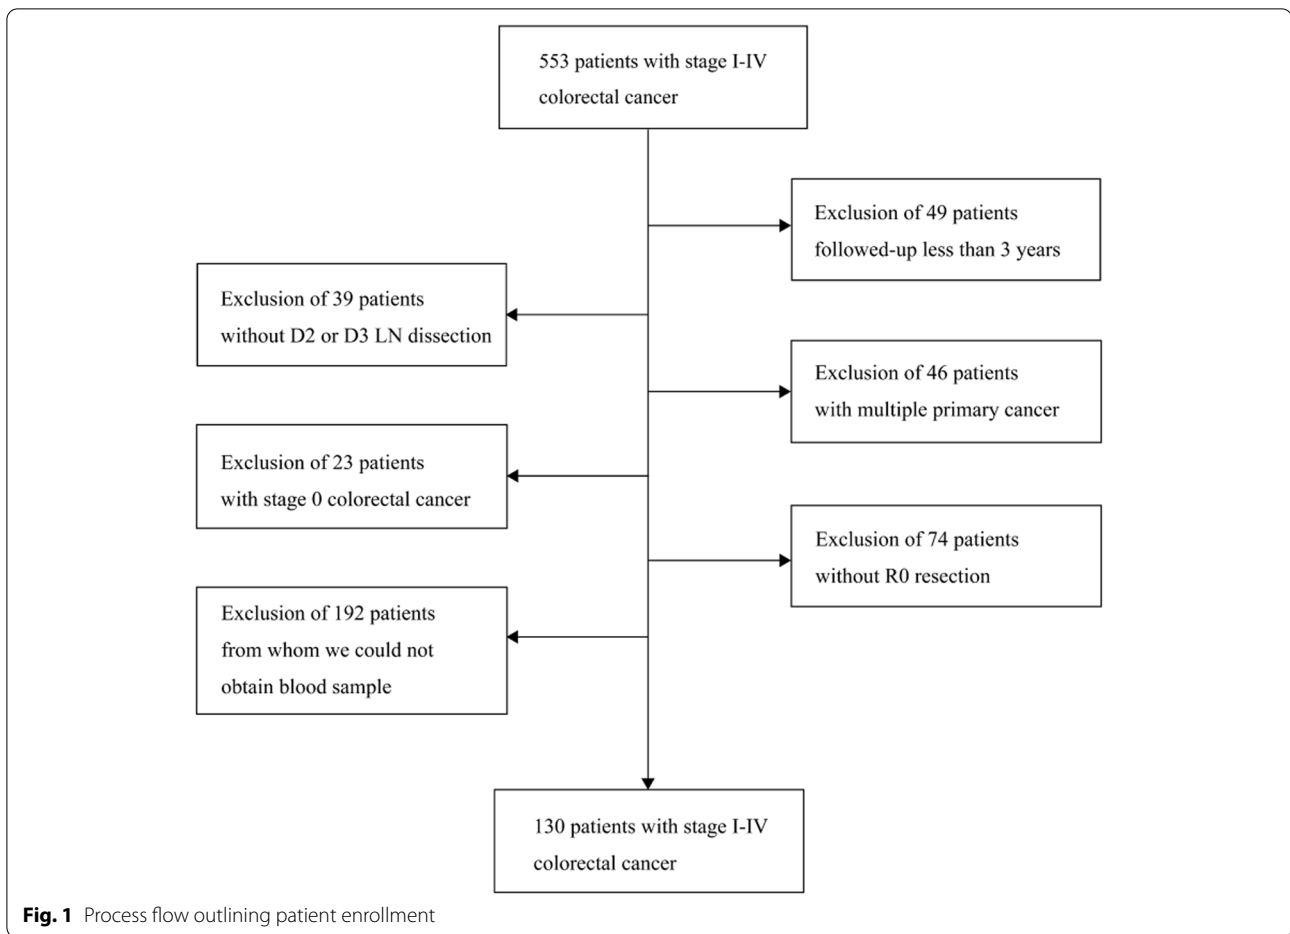 553 patients with stage I-IV
colorectal cancer
Exclusion of 49 patients
followed-up less than 3 years
Exclusion of 39 patients
without D2 or D3 LN dissection
Exclusion of 46 patients
with multiple primary cancer
Exclusion of 23 patients
with stage 0 colorectal cancer
Exclusion of 74 patients
without R0 resection
Exclusion of 192 patients
from whom we could not
obtain blood sample
130 patients with stage I-IV
colorectal cancer
Fig. 1 Process flow outlining patient enrollment